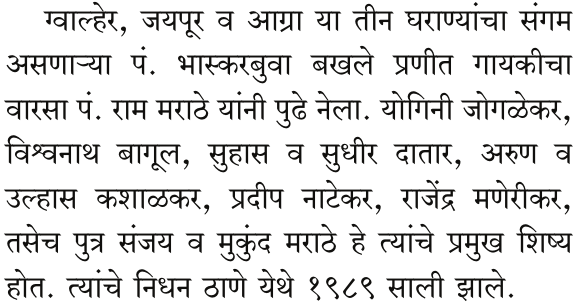 ग्वाल्हेर, जयपूर व आग्रा या तीन घराण्यांचा संगम
असणाऱ्या पं. भास्करबुवा बखले प्रणीत गायकीचा
वारसा पं. राम मराठे यांनी पुढे नेला. योगिनी जोगळेकर,
विश्वनाथ बागूल, सुहास व सुधीर दातार, अरुण व
उल्हास कशाळकर, प्रदीप नाटेकर, राजेंद्र मणेरीकर,
तसेच पुत्र संजय व मुकुंद मराठे हे त्यांचे प्रमुख शिष्य
होत. त्यांचे निधन ठाणे येथे १९८९ साली झाले.